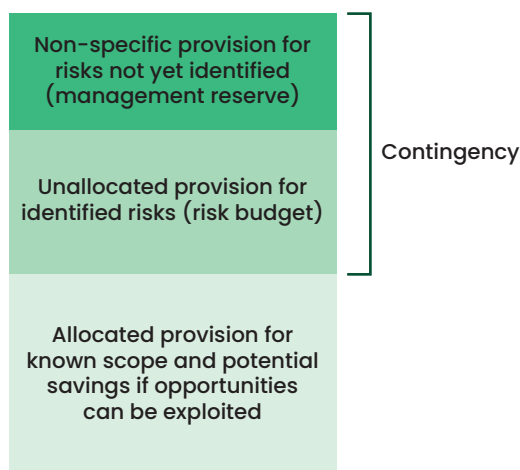 Non-specific provision for
risks not yet identified
(management reserve)
Contingency
Unallocated provision for
identified risks (risk budget)
Allocated provision for
known scope and potential
savings if opportunities
can be exploited